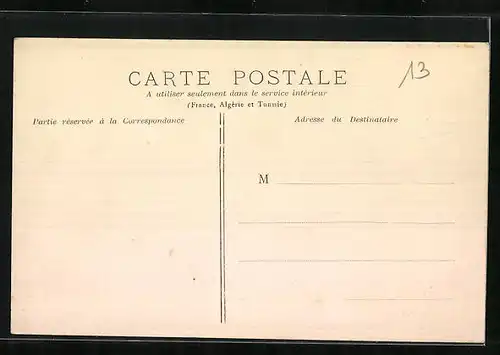 CARTE POSTALE
13
A utiliser seulement dans le service intérieur
(France, Algérie et Tunisie)
Partie réservée à la Correspondance
Adresse du Destinataire
M